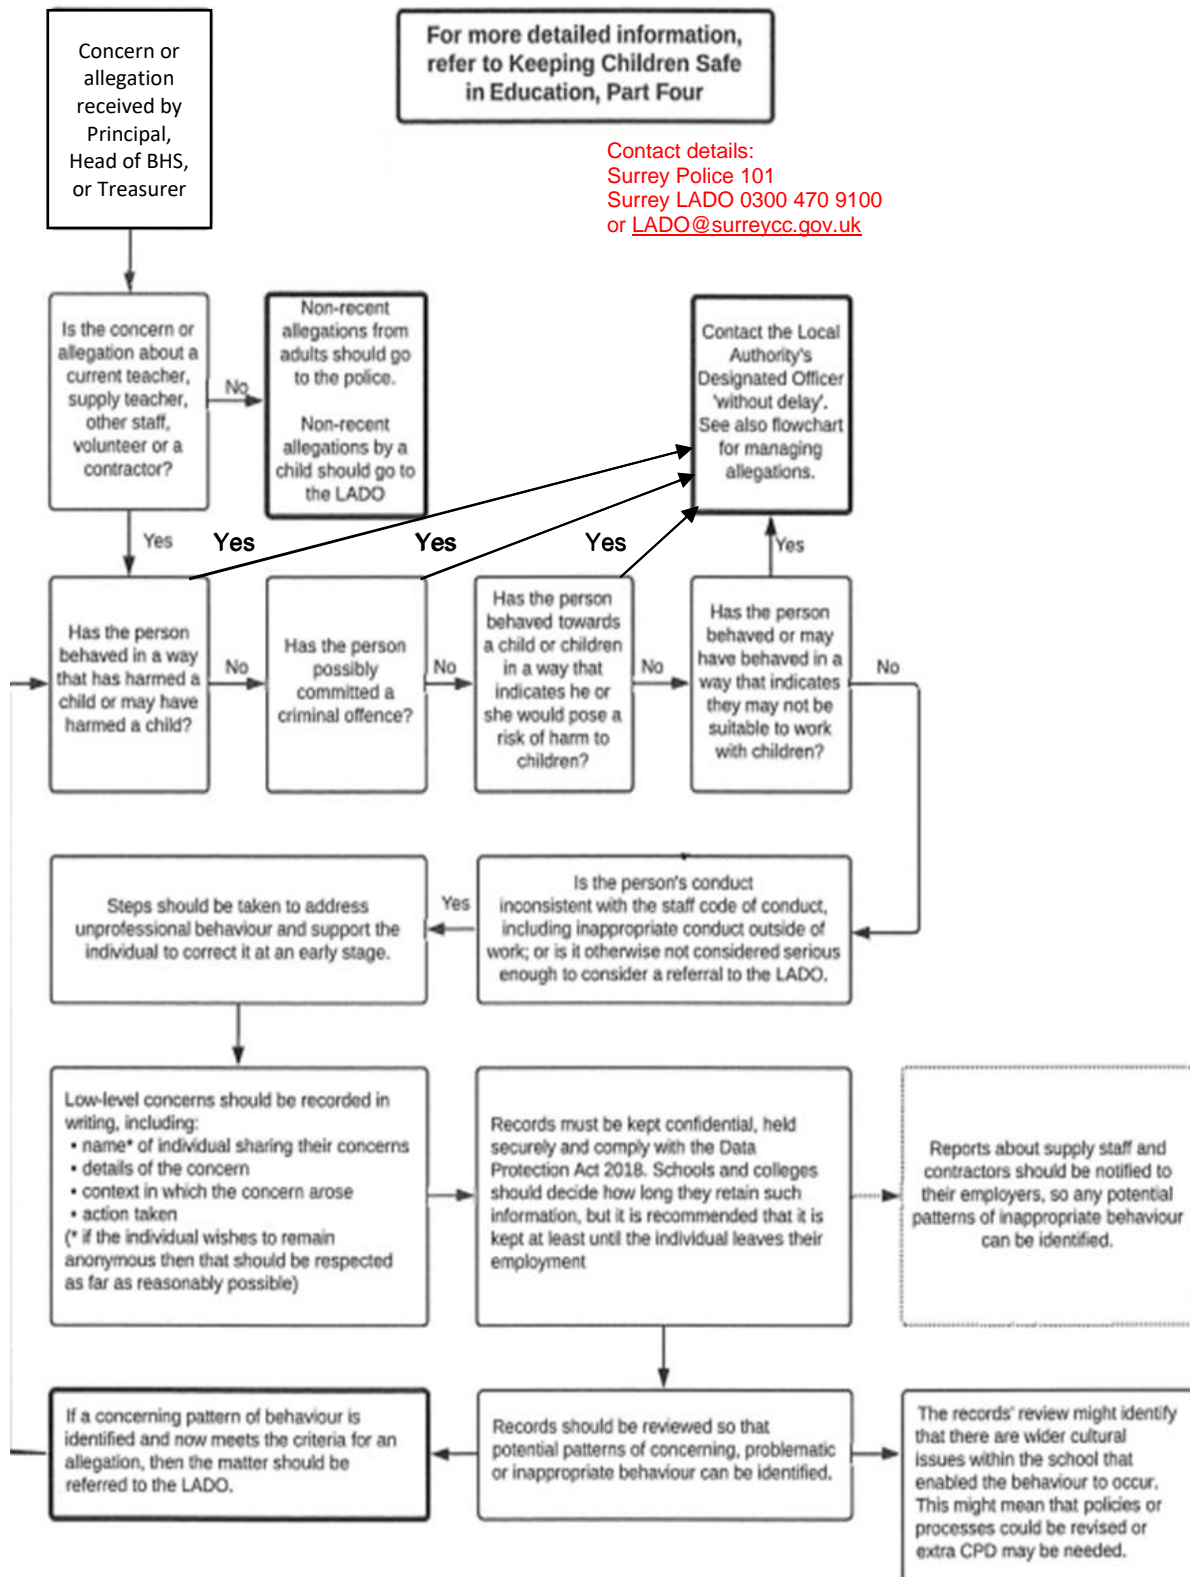 Concern or
allegation
received by
Principal,
Head of BHS,
or Treasurer
For more detailed information,
refer to Keeping Children Safe
in Education, Part Four
Contact details:
Surrey Police 101
Surrey LADO 0300 470 9100
or LADO@surreycc.gov.uk
Is the concern or
allegation about a
current teacher,
supply teacher,
other staff,
volunteer or a
contractor?
No
Non-recent
allegations from
adults should go
to the police.
Non-recent
allegations by a
child should go to
the LADO
Contact the Local
Authority's
Designated Officer
'without delay'.
See also flowchart
for managing
allegations.
Yes
Yes
Yes
Yes
Yes
Has the person
behaved in a way
that has harmed a
child or may have
harmed a child?
No
Has the person
possibly
committed a
criminal offence?
No
Has the person
behaved towards
a child or children
in a way that
indicates he or
she would pose a
risk of harm to
children?
No
Has the person
behaved or may
have behaved in a
way that indicates
they may not be
suitable to work
with children?
No
Steps should be taken to address
unprofessional behaviour and support the
individual to correct it at an early stage.
Yes
Is the person's conduct
inconsistent with the staff code of conduct,
including inappropriate conduct outside of
work; or is it otherwise not considered serious
enough to consider a referral to the LADO.
Low-level concerns should be recorded in
writing, including:
• name* of individual sharing their concerns
• details of the concern
• context in which the concern arose
• action taken
(* if the individual wishes to remain
anonymous then that should be respected
as far as reasonably possible)
Records must be kept confidential, held
securely and comply with the Data
Protection Act 2018. Schools and colleges
should decide how long they retain such
information, but it is recommended that it is
kept at least until the individual leaves their
employment
Reports about supply staff and
contractors should be notified to
their employers, so any potential
patterns of inappropriate behaviour
can be identified.
If a concerning pattern of behaviour is
identified and now meets the criteria for an
allegation, then the matter should be
referred to the LADO.
Records should be reviewed so that
potential patterns of concerning, problematic
or inappropriate behaviour can be identified.
The records' review might identify
that there are wider cultural
issues within the school that
enabled the behaviour to occur.
This might mean that policies or
processes could be revised or
extra CPD may be needed.